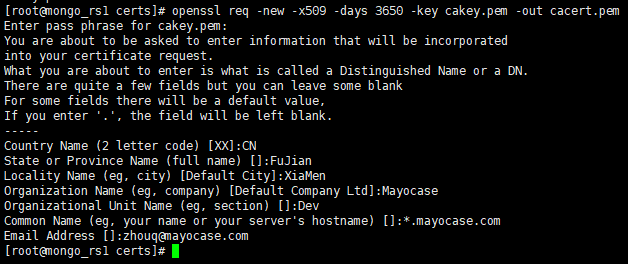 [root@mongo_rs1 certs]# openssl req -new -x509 -days 3650 -key cakey.pem -out cacert.pem
Enter pass phrase for cakey.pem:
You are about to be asked to enter information that will be incorporated
into your certificate request.
What you are about to enter is what is called a Distinguished Name or a DN.
There are quite a few fields but you can leave some blank
For some fields there will be a default value,
If you enter '.', the field will be left blank.
-----
Country Name (2 letter code) [XX]:CN
State or Province Name (full name) []:FuJian
Locality Name (eg, city) [Default City]:XiaMen
Organization Name (eg, company) [Default Company Ltd]:Mayocase
Organizational Unit Name (eg, section) []:Dev
Common Name (eg, your name or your server's hostname) []:*.mayocase.com
Email Address []:zhouq@mayocase.com
[root@mongo_rs1 certs]#